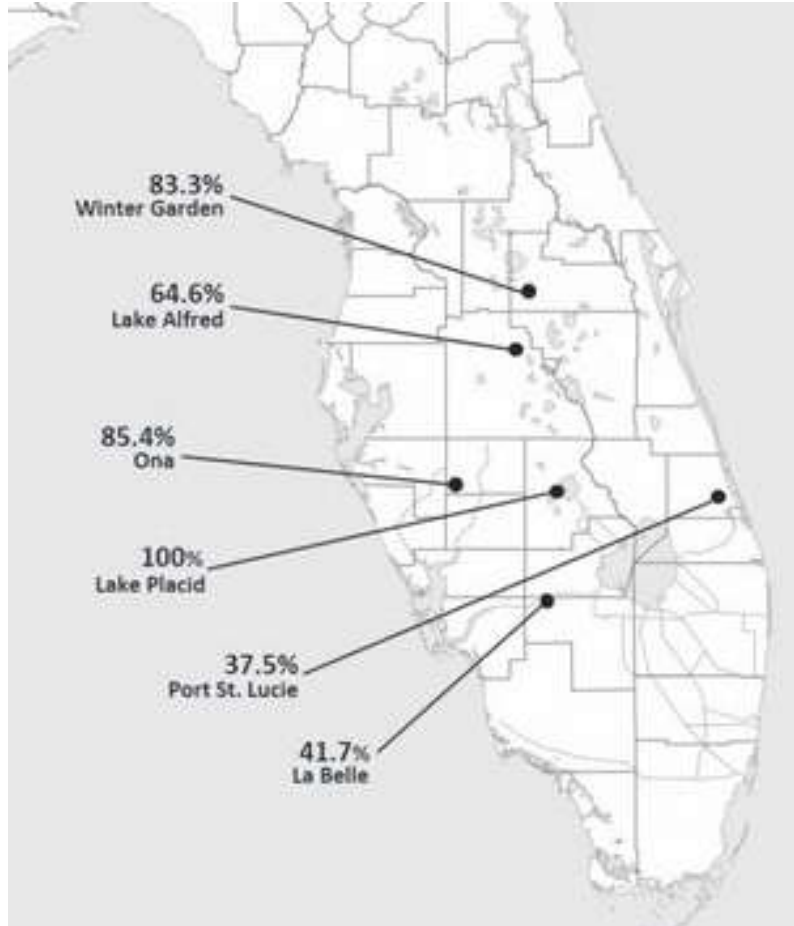 83.3%
Winter Garden
64.6%
Lake Alfred
85.4%
Ona
100%
Lake Placid
37.5%
Port St. Lucie
41.7%
La Belle